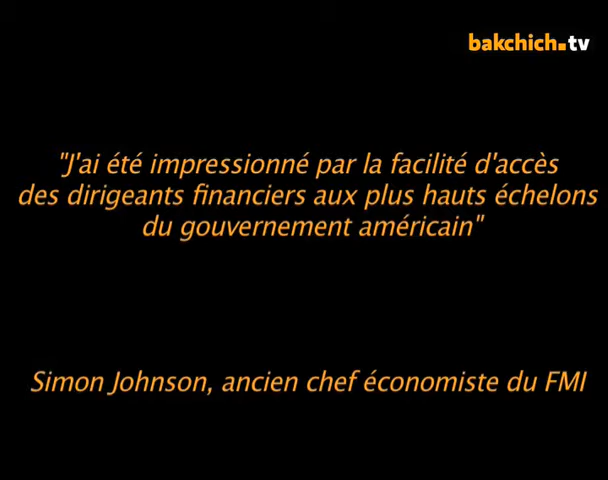 bakchich.tv
"J'ai été impressionné par la facilité d'accès
des dirigeants financiers aux plus hauts échelons
du gouvernement américain"
Simon Johnson, ancien chef économiste du FMI